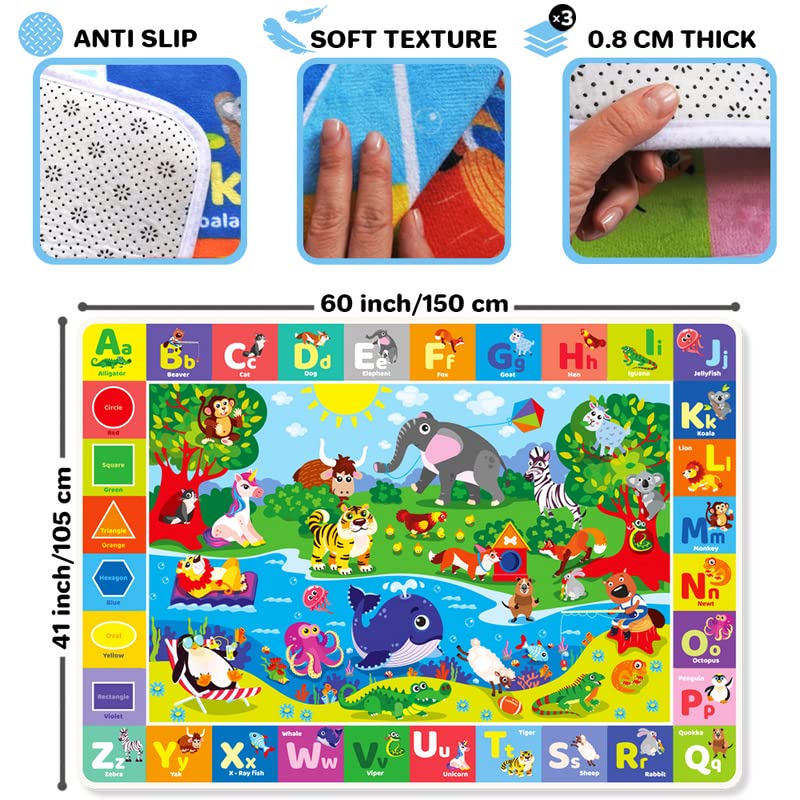 ANTI SLIP
SOFT TEXTURE
×3
0.8 CM THICK
k
oala
60 inch/150 cm
41 inch/105 cm
Aa
Alligator
Bb
Beaver
Cc
Cat
Dd
Dog
Ee
Elephant
Ff
Fox
Gg
Goat
Hh
Hen
Ii
Iguana
Jj
Jellyfish
Circle
Red
Kk
Koala
Square
Green
Lion
Ll
Triangle
Orange
Mm
Monkey
Hexagon
Blue
Nn
Newt
Oval
Yellow
Oo
Octopus
Rectangle
Violet
Penguin
Pp
Zz
Zebra
Yy
Yak
Xx
X - Ray fish
Whale
Ww
Vv
Viper
Uu
Unicorn
Tiger
Tt
Ss
Sheep
Rr
Rabbit
Quokka
Qq